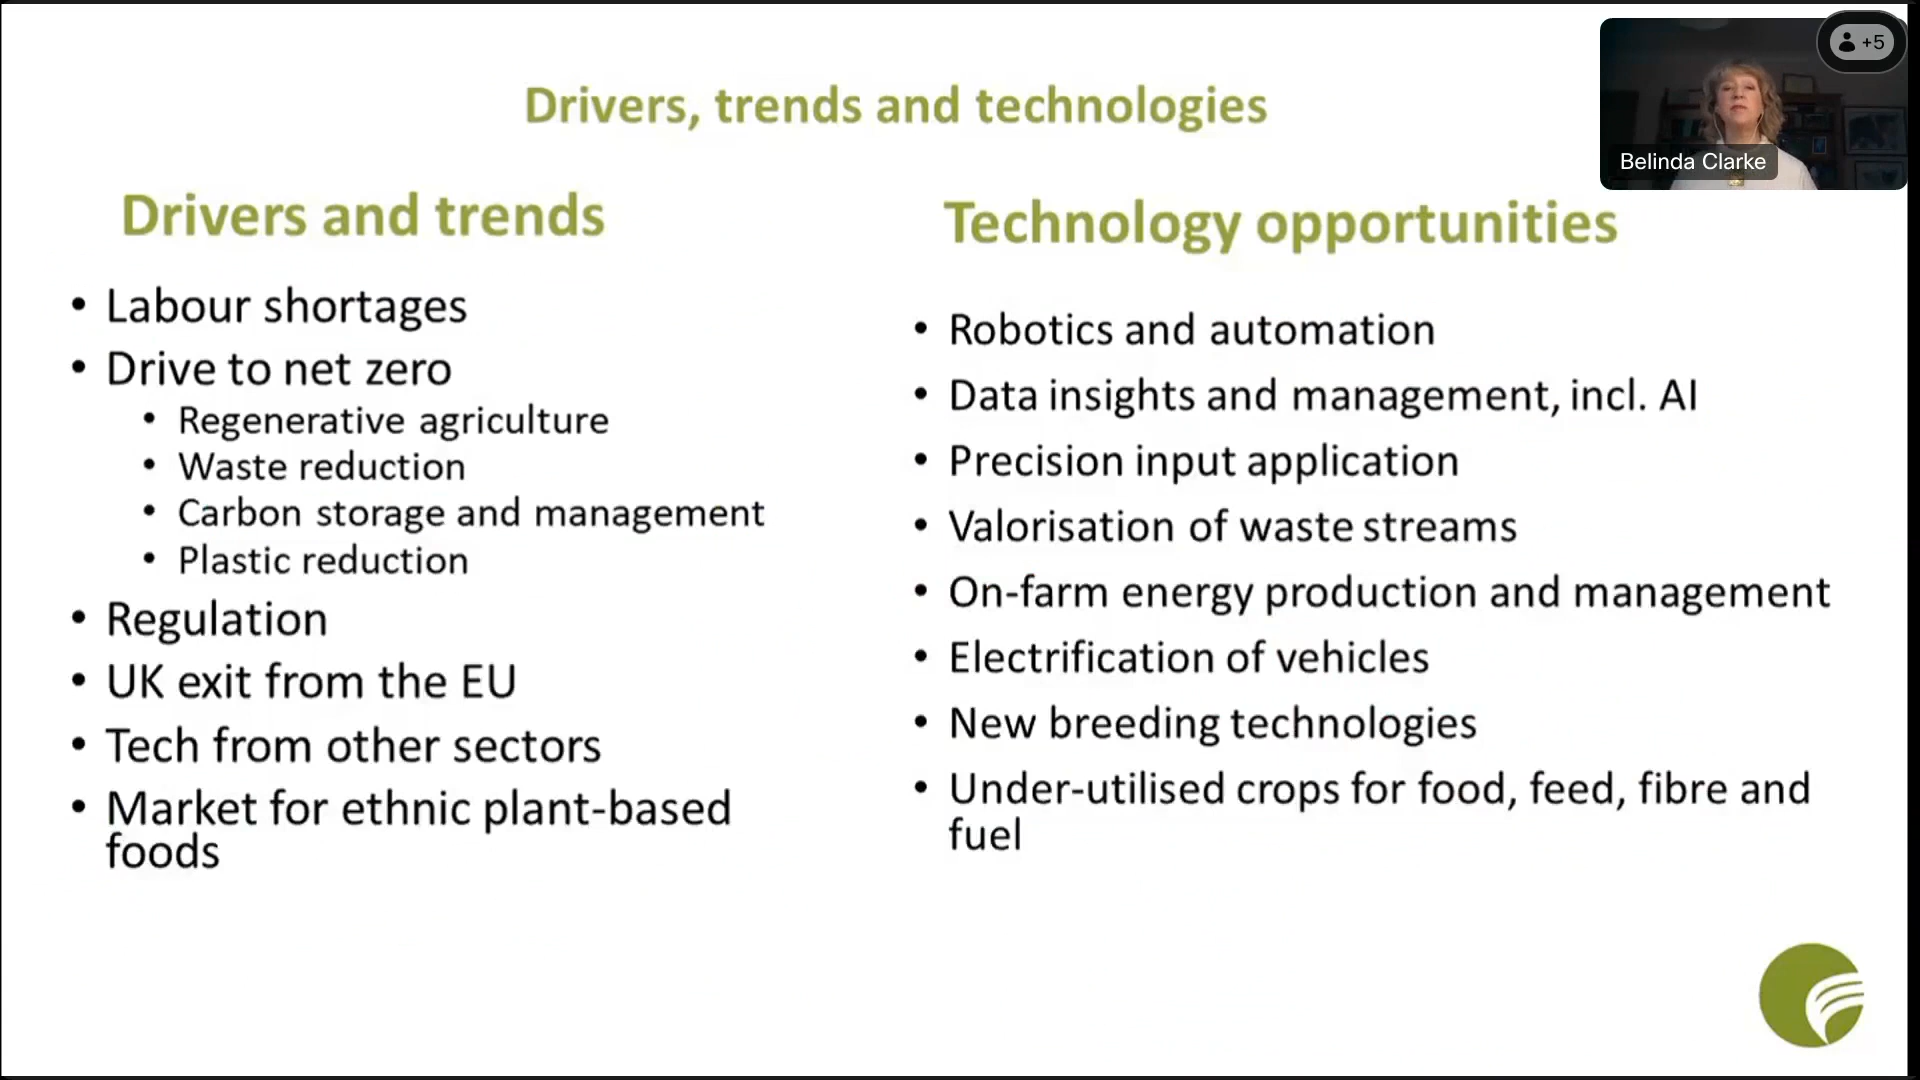 +5
Belinda Clarke
Drivers, trends and technologies
Drivers and trends
• Labour shortages
• Drive to net zero
• Regenerative agriculture
• Waste reduction
• Carbon storage and management
• Plastic reduction
• Regulation
• UK exit from the EU
• Tech from other sectors
• Market for ethnic plant-based
foods
Technology opportunities
• Robotics and automation
• Data insights and management, incl. AI
• Precision input application
• Valorisation of waste streams
• On-farm energy production and management
• Electrification of vehicles
• New breeding technologies
• Under-utilised crops for food, feed, fibre and
fuel